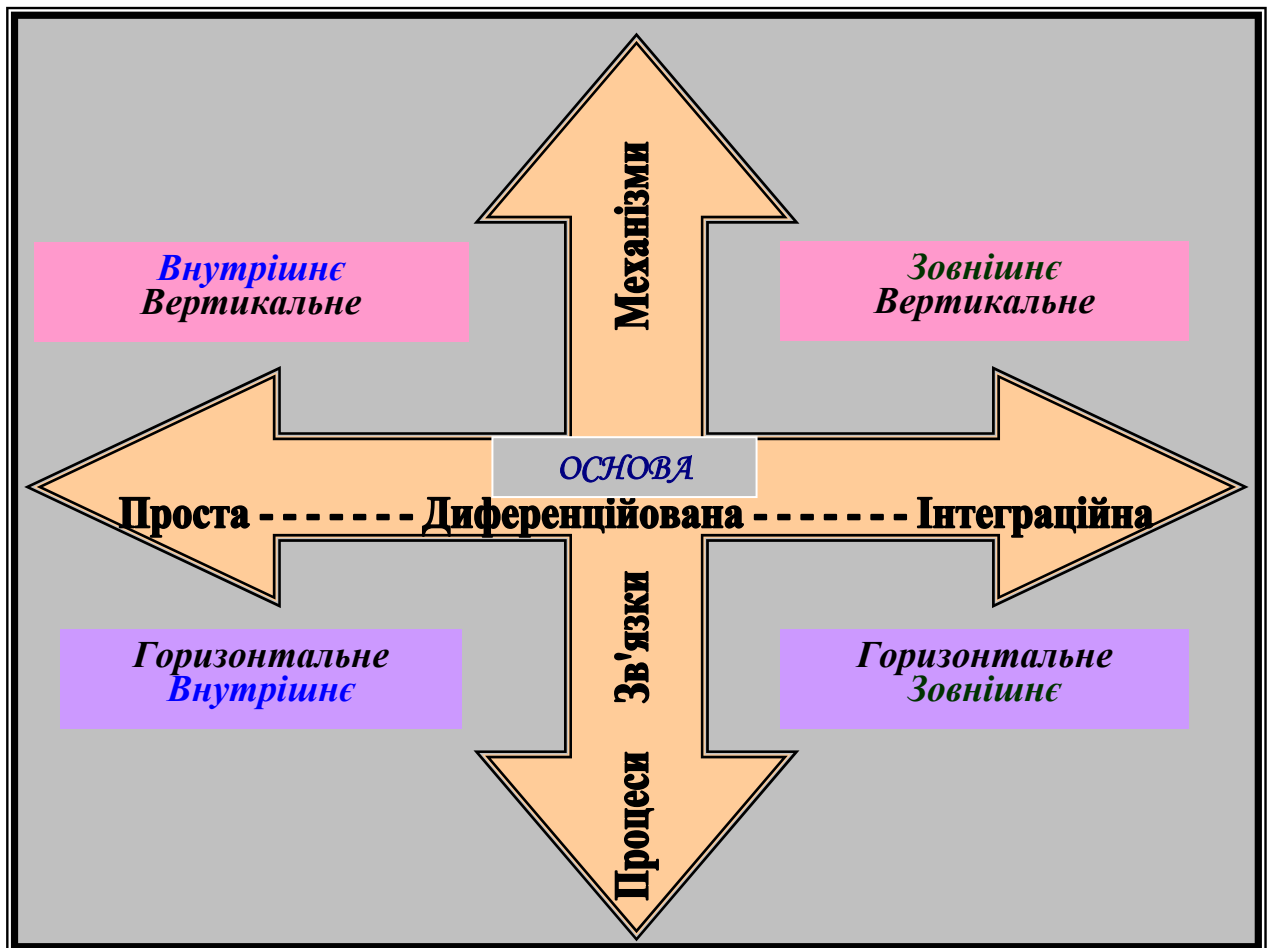 Механізми
Внутрішнє
Вертикальне
Зовнішнє
Вертикальне
ОСНОВА
Проста - - - - - - - Диференційована - - - - - - - Інтеграційна
Процеси Зв'язки
Горизонтальне
Внутрішнє
Горизонтальне
Зовнішнє